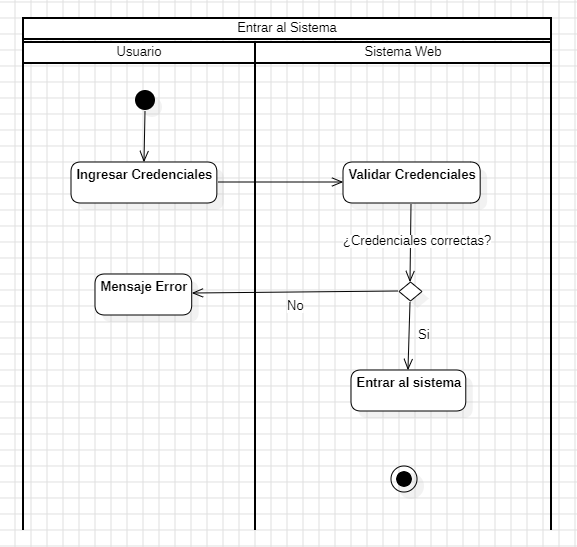 Entrar al Sistema
Usuario
Sistema Web
Ingresar Credenciales
Validar Credenciales
¿Credenciales correctas?
Mensaje Error
No
Si
Entrar al sistema